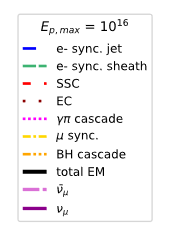 E_{p,max} = 10^{16}
e- sync. jet
e- sync. sheath
SSC
EC
γπ cascade
μ sync.
BH cascade
total EM
ν̄_μ
ν_μ